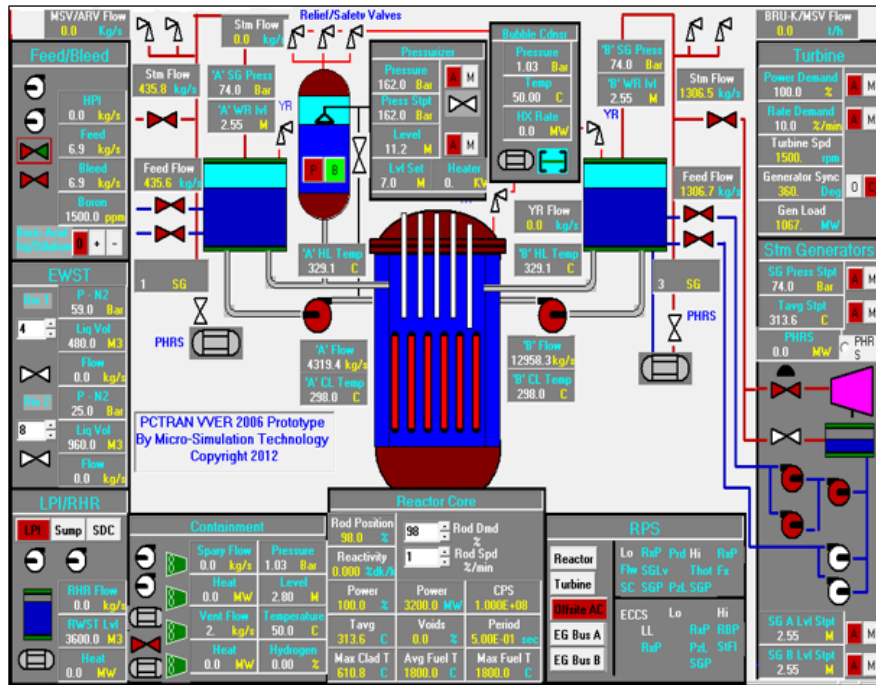 MSV/ARV Flow
0.0 Kg/s
Stm Flow
0.0 kg/s
Relief/Safety Valves
BRU-K/MSV Flow
0.0 t/h
Feed/Bleed
HPI
0.0 kg/s
Feed
6.9 kg/s
Bleed
6.9 kg/s
Boron
1500.0 ppm
0 + -
Stm Flow
435.8 kg/s
'A' SG Press
74.0 Bar
'A' WR lvl
2.55 M
YR
Feed Flow
435.6 kg/s
P B
Pressurizer
Pressure
162.0 Bar
A M
Press Stpt
162.0 Bar
Level
11.2 M
A M
Lvl Set
7.0 M
Heater
0. KW
Bubble Cdnsr
Pressure
1.03 Bar
Temp
50.00 C
HX Rate
0.0 MW
'B' SG Press
74.0 Bar
'B' WR lvl
2.55 M
YR
Stm Flow
1306.5 kg/s
Feed Flow
1306.7 kg/s
YR Flow
0.0 kg/s
Turbine
Power Demand
100.0 %
A M
Rate Demand
10.0 %/min
A M
Turbine Spd
1500. rpm
Generator Sync
360. Deg
O C
Gen Load
1067. MW
'A' HL Temp
329.1 C
'B' HL Temp
329.1 C
1 SG
3 SG
PHRS
PHRS
Stm Generators
SG Press Stpt
74.0 Bar
A M
Tavg Stpt
313.6 C
A M
PHRS
0.0 MW
PHR
S
EWST
Div 1
P - N2
59.0 Bar
4
Liq Vol
480.0 M3
Flow
0.0 kg/s
Div 2
P - N2
25.0 Bar
8
Liq Vol
960.0 M3
Flow
0.0 kg/s
'A' Flow
4319.4 kg/s
'A' CL Temp
298.0 C
'B' Flow
12958.3 kg/s
'B' CL Temp
298.0 C
PCTRAN VVER 2006 Prototype
By Micro-Simulation Technology
Copyright 2012
LPI/RHR
LPI Sump SDC
RHR Flow
0.0 kg/s
RWST Lvl
3600.0 M3
Heat
0.0 MW
Containment
Spray Flow
0.0 kg/s
Pressure
1.03 Bar
Heat
0.0 MW
Level
2.80 M
Vent Flow
2. kg/s
Temperature
50.0 C
Heat
0.0 MW
Hydrogen
0.00 %
Reactor Core
Rod Position
98.0 %
98 Rod Dmd
%
Reactivity
0.000 %dk/k
1 Rod Spd
%/min
Power
100.0 %
Power
3200.0 MW
CPS
1.000E+08
Tavg
313.6 C
Voids
0.0 %
Period
5.00E-01 sec
Max Clad T
610.8 C
Avg Fuel T
1800.0 C
Max Fuel T
1800.0 C
RPS
Reactor
Turbine
Offsite AC
EG Bus A
EG Bus B
Lo RxP Prd Hi RxP
Flw SGLv Thot Fx
SC SGP PzL SGP
ECCS Lo Hi
LL RxP RBP
RxP PzL StFl
SGP
SG A Lvl Stpt
2.55 M
A M
SG B Lvl Stpt
2.55 M
A M